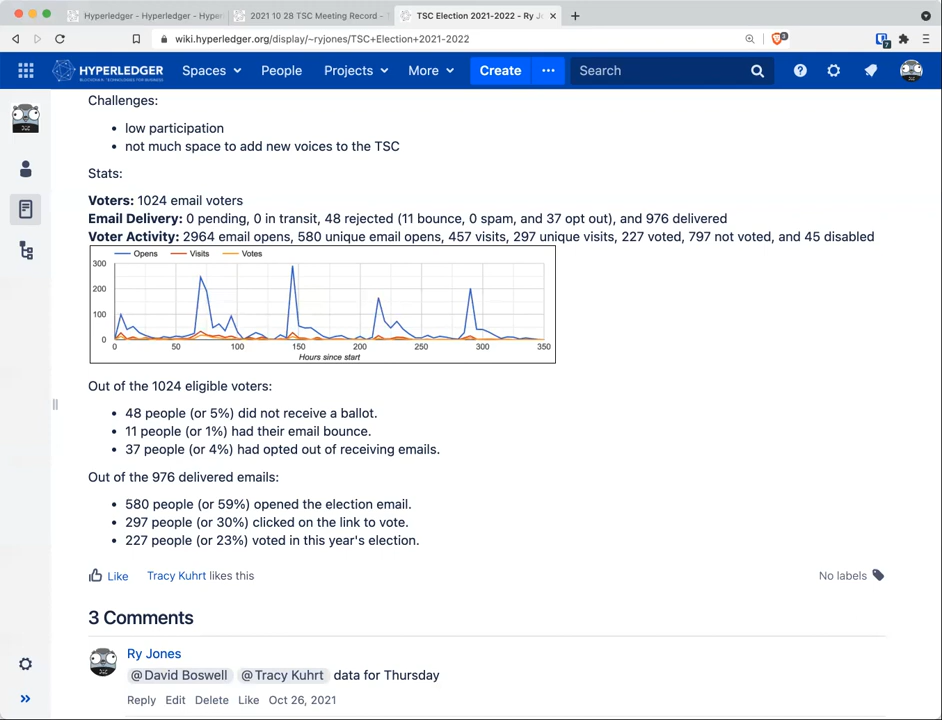 Hyperledger - Hyperledger - Hyper
2021 10 28 TSC Meeting Record -
TSC Election 2021-2022 - Ry J
wiki.hyperledger.org/display/~ryjones/TSC+Election+2021-2022
3
7
HYPERLEDGER
Spaces
People
Projects
More
Create
Search
Challenges:
• low participation
• not much space to add new voices to the TSC
Stats:
Voters: 1024 email voters
Email Delivery: 0 pending, 0 in transit, 48 rejected (11 bounce, 0 spam, and 37 opt out), and 976 delivered
Voter Activity: 2964 email opens, 580 unique email opens, 457 visits, 297 unique visits, 227 voted, 797 not voted, and 45 disabled
Opens Visits Votes
300
200
100
0
0 50 100 150 200 250 300 350
Hours since start
Out of the 1024 eligible voters:
• 48 people (or 5%) did not receive a ballot.
• 11 people (or 1%) had their email bounce.
• 37 people (or 4%) had opted out of receiving emails.
Out of the 976 delivered emails:
• 580 people (or 59%) opened the election email.
• 297 people (or 30%) clicked on the link to vote.
• 227 people (or 23%) voted in this year's election.
Like Tracy Kuhrt likes this
No labels
3 Comments
Ry Jones
@David Boswell @Tracy Kuhrt data for Thursday
Reply Edit Delete Like Oct 26, 2021